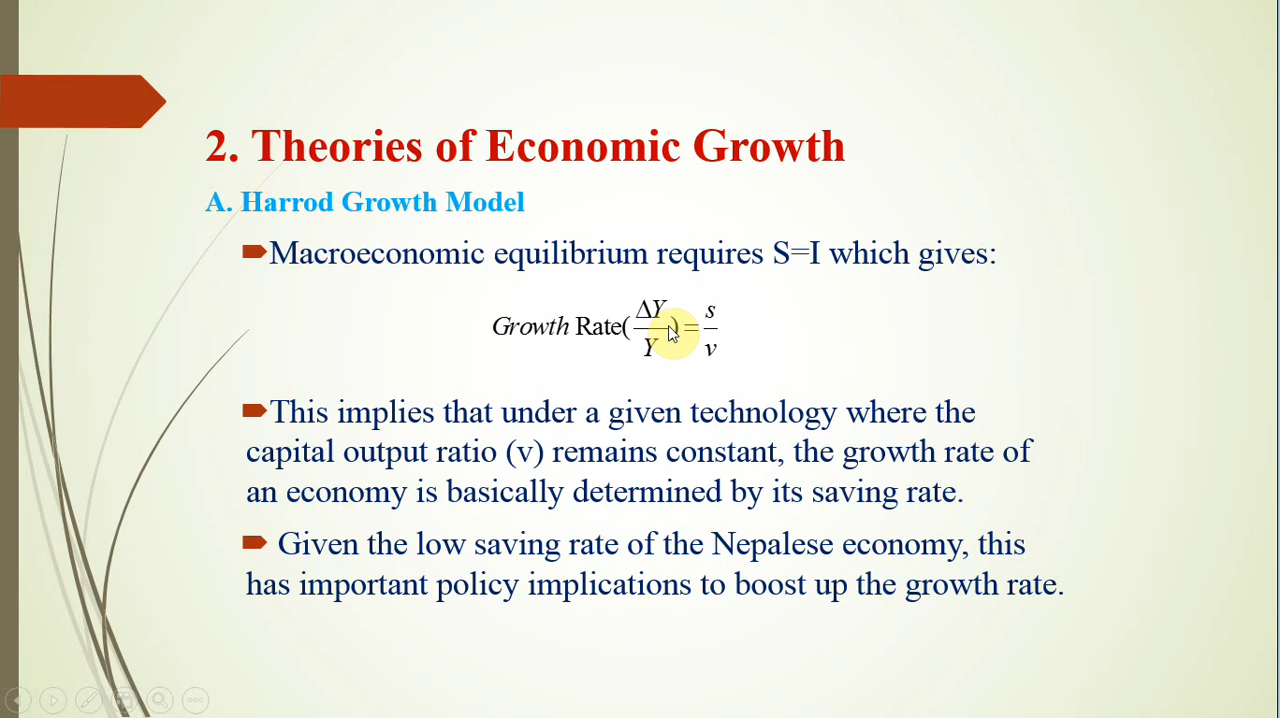 2. Theories of Economic Growth
A. Harrod Growth Model
Macroeconomic equilibrium requires S=I which gives:
Growth Rate(ΔY/Y)=s/v
This implies that under a given technology where the
capital output ratio (v) remains constant, the growth rate of
an economy is basically determined by its saving rate.
Given the low saving rate of the Nepalese economy, this
has important policy implications to boost up the growth rate.